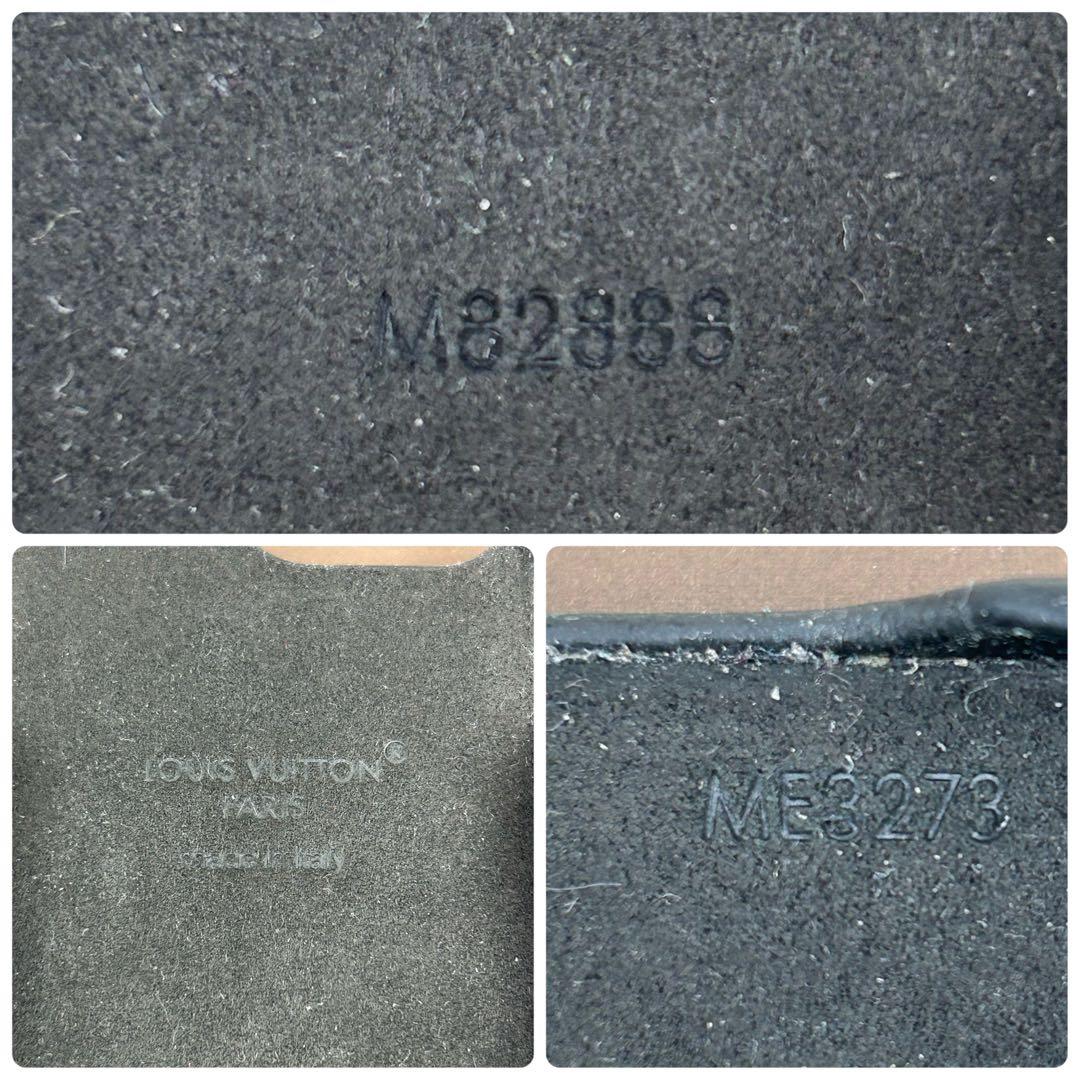 M82888
LOUIS VUITTON®
PARIS
made in Italy
ME3273